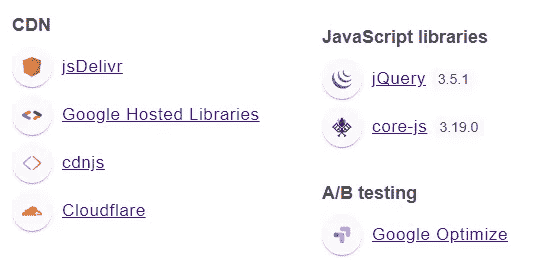 CDN
jsDelivr
Google Hosted Libraries
cdnjs
Cloudflare
JavaScript libraries
jQuery 3.5.1
core-js 3.19.0
A/B testing
Google Optimize